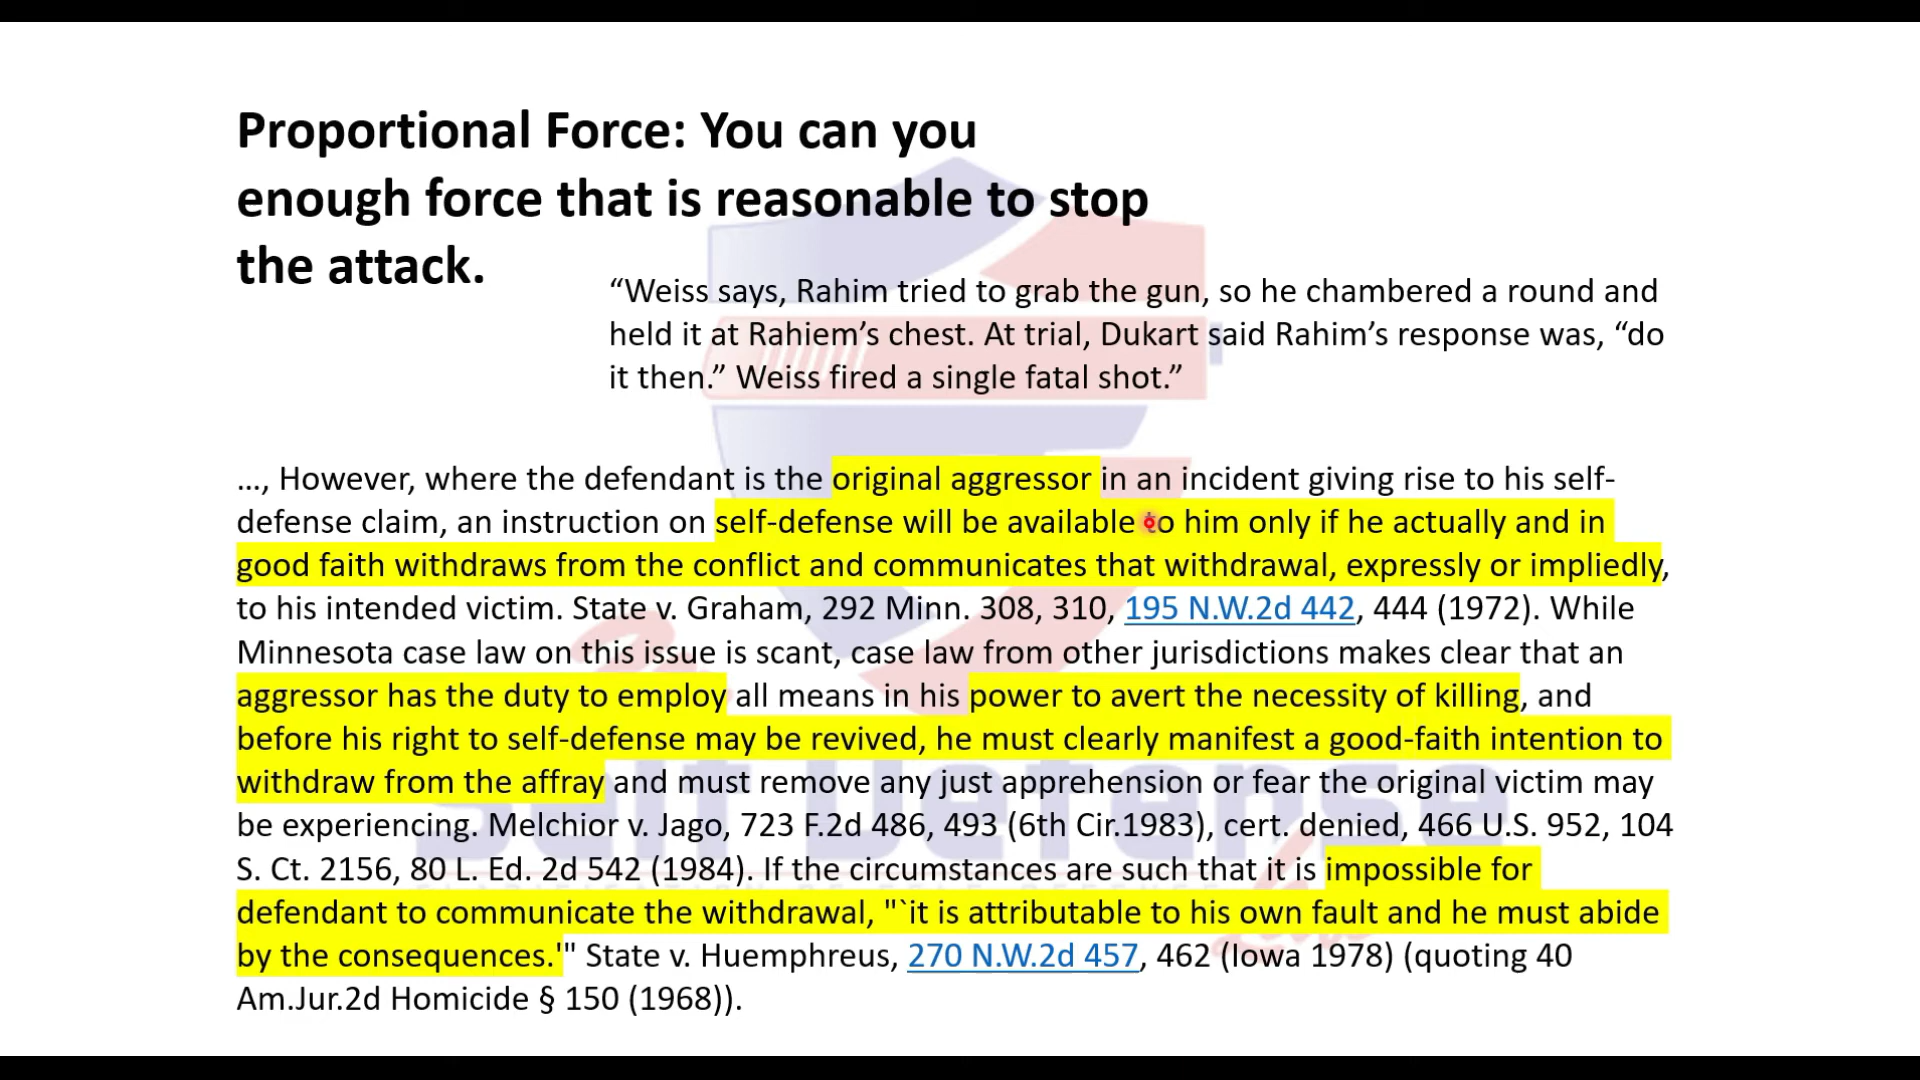 Proportional Force: You can you
enough force that is reasonable to stop
the attack.
“Weiss says, Rahim tried to grab the gun, so he chambered a round and
held it at Rahiem’s chest. At trial, Dukart said Rahim’s response was, “do
it then.” Weiss fired a single fatal shot.”
…, However, where the defendant is the original aggressor in an incident giving rise to his self-
defense claim, an instruction on self-defense will be available to him only if he actually and in
good faith withdraws from the conflict and communicates that withdrawal, expressly or impliedly,
to his intended victim. State v. Graham, 292 Minn. 308, 310, 195 N.W.2d 442, 444 (1972). While
Minnesota case law on this issue is scant, case law from other jurisdictions makes clear that an
aggressor has the duty to employ all means in his power to avert the necessity of killing, and
before his right to self-defense may be revived, he must clearly manifest a good-faith intention to
withdraw from the affray and must remove any just apprehension or fear the original victim may
be experiencing. Melchior v. Jago, 723 F.2d 486, 493 (6th Cir.1983), cert. denied, 466 U.S. 952, 104
S. Ct. 2156, 80 L. Ed. 2d 542 (1984). If the circumstances are such that it is impossible for
defendant to communicate the withdrawal, "`it is attributable to his own fault and he must abide
by the consequences.'" State v. Huemphreus, 270 N.W.2d 457, 462 (Iowa 1978) (quoting 40
Am.Jur.2d Homicide § 150 (1968)).
Self Defense